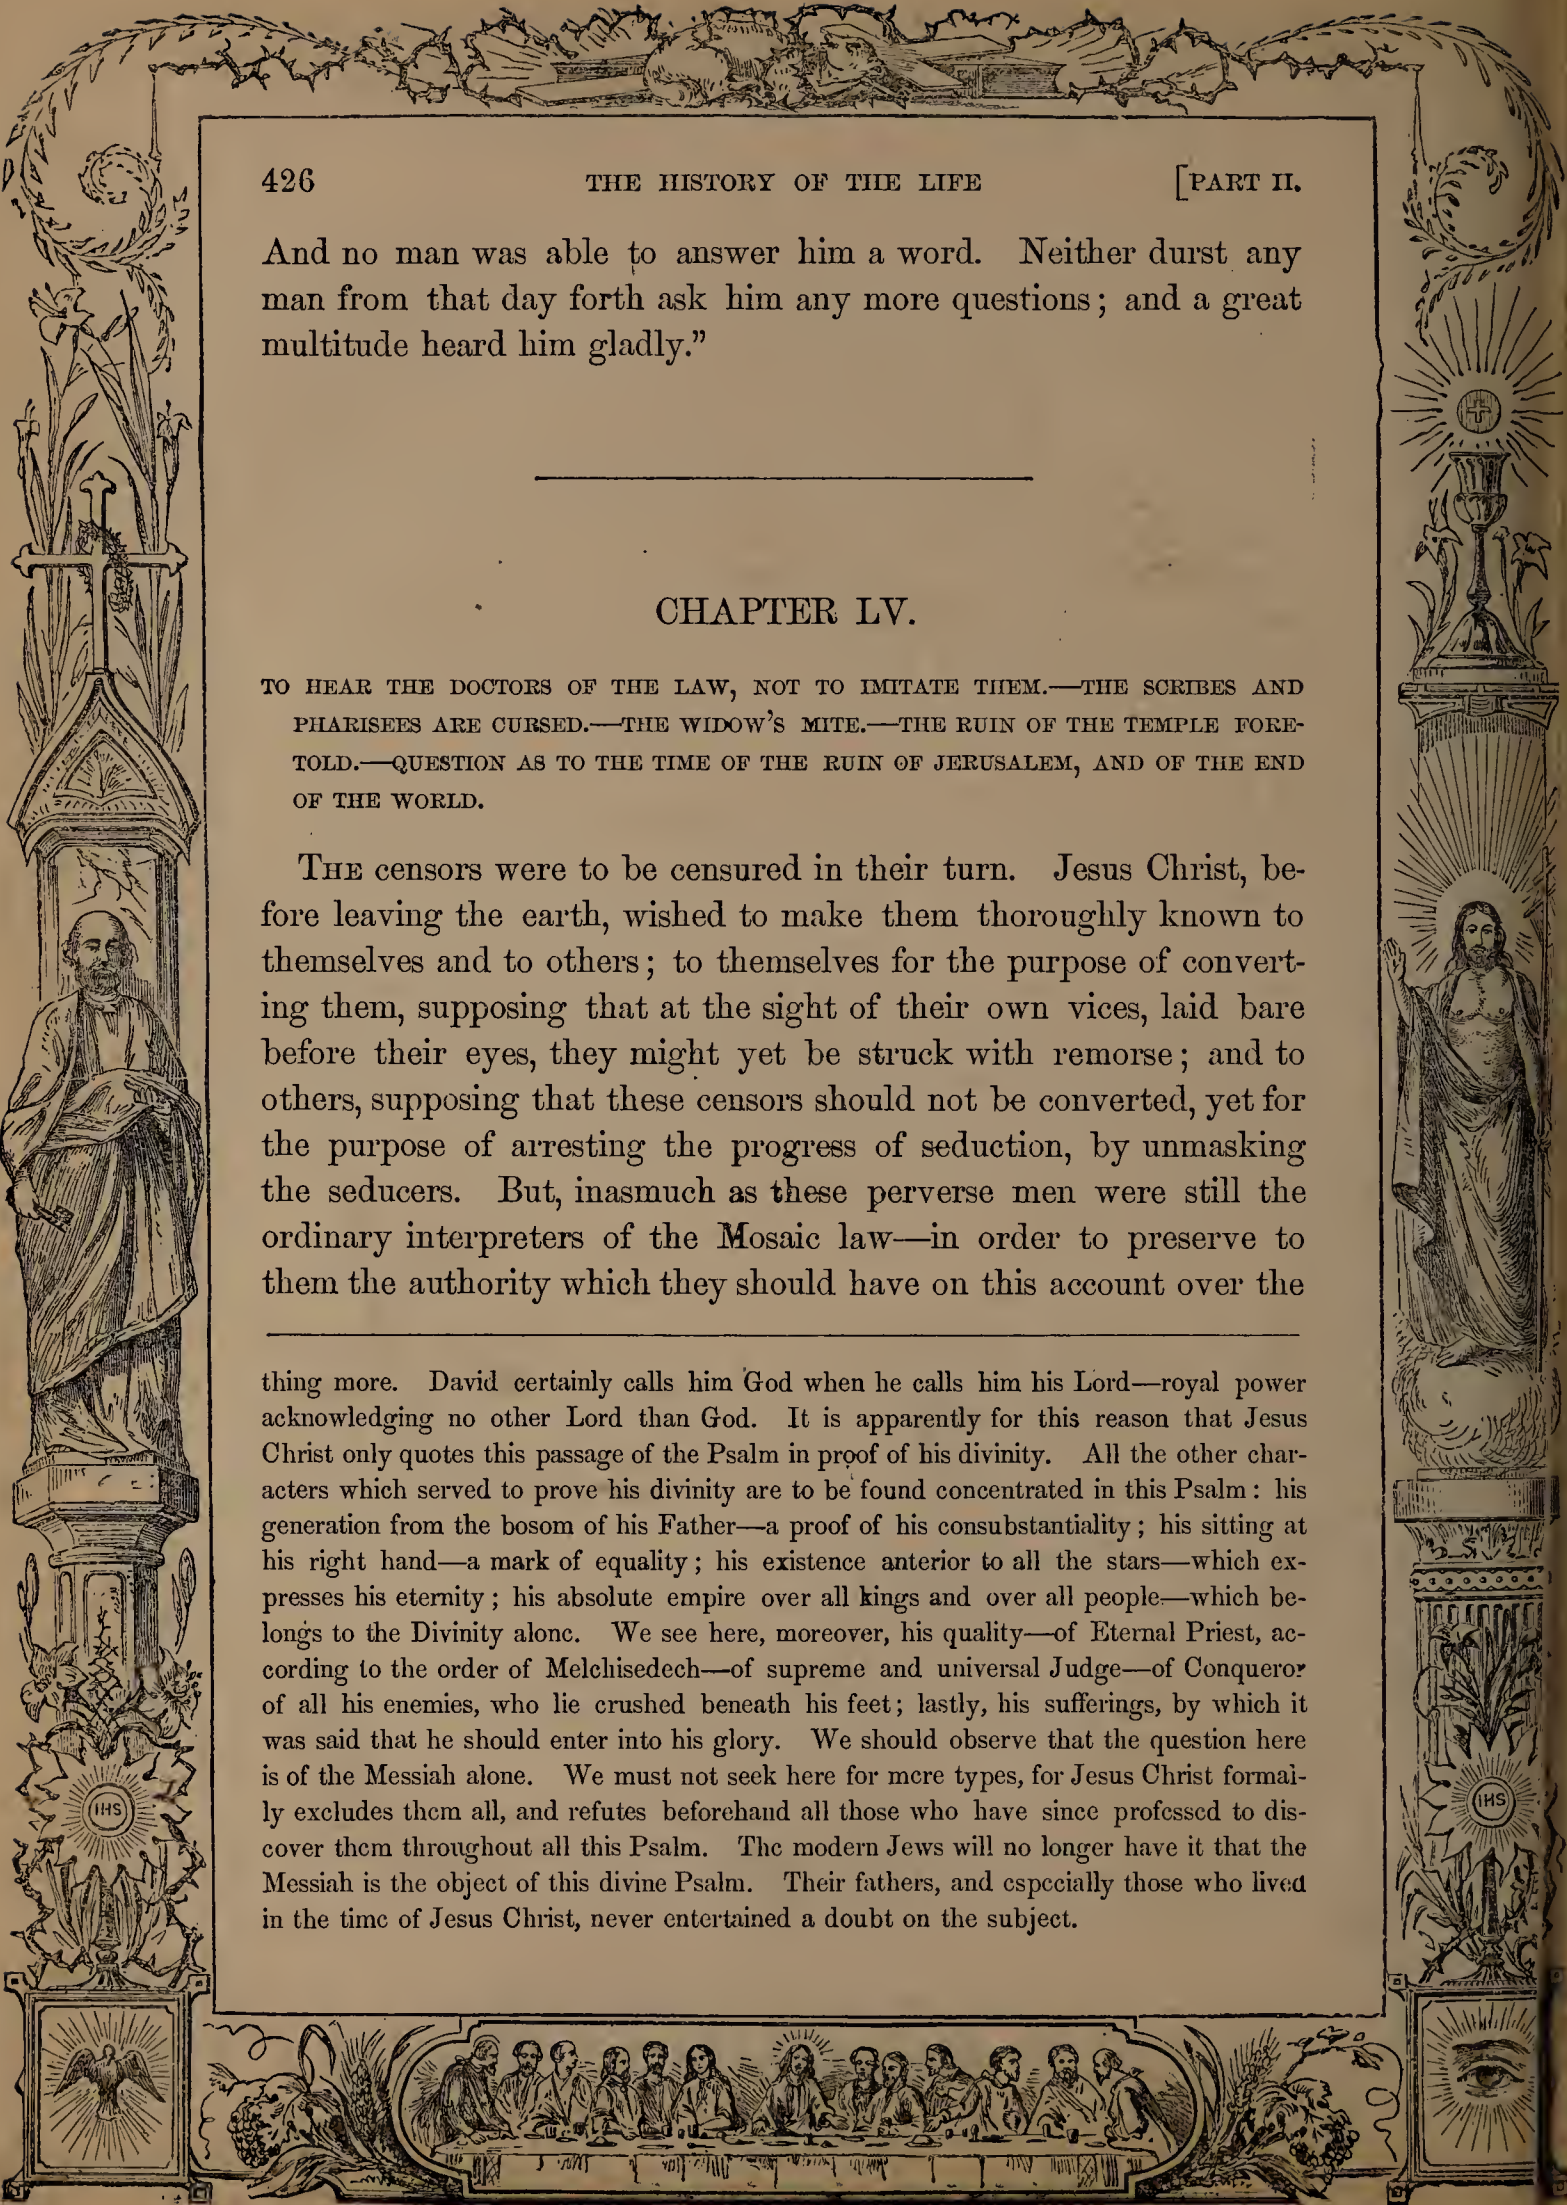 426 THE HISTORY OF THE LIFE [PART II.
And no man was able to answer him a word. Neither durst any
man from that day forth ask him any more questions; and a great
multitude heard him gladly.”
CHAPTER LV.
TO HEAR THE DOCTORS OF THE LAW, NOT TO IMITATE THEM.—THE SCRIBES AND
PHARISEES ARE CURSED.—THE WIDOW’S MITE.—THE RUIN OF THE TEMPLE FORE-
TOLD.—QUESTION AS TO THE TIME OF THE RUIN OF JERUSALEM, AND OF THE END
OF THE WORLD.
THE censors were to be censured in their turn. Jesus Christ, be-
fore leaving the earth, wished to make them thoroughly known to
themselves and to others; to themselves for the purpose of convert-
ing them, supposing that at the sight of their own vices, laid bare
before their eyes, they might yet be struck with remorse; and to
others, supposing that these censors should not be converted, yet for
the purpose of arresting the progress of seduction, by unmasking
the seducers. But, inasmuch as these perverse men were still the
ordinary interpreters of the Mosaic law—in order to preserve to
them the authority which they should have on this account over the
thing more. David certainly calls him God when he calls him his Lord—royal power
acknowledging no other Lord than God. It is apparently for this reason that Jesus
Christ only quotes this passage of the Psalm in proof of his divinity. All the other char-
acters which served to prove his divinity are to be found concentrated in this Psalm: his
generation from the bosom of his Father—a proof of his consubstantiality; his sitting at
his right hand—a mark of equality; his existence anterior to all the stars—which ex-
presses his eternity; his absolute empire over all kings and over all people—which be-
longs to the Divinity alone. We see here, moreover, his quality—of Eternal Priest, ac-
cording to the order of Melchisedech—of supreme and universal Judge—of Conqueror
of all his enemies, who lie crushed beneath his feet; lastly, his sufferings, by which it
was said that he should enter into his glory. We should observe that the question here
is of the Messiah alone. We must not seek here for mere types, for Jesus Christ formal-
ly excludes them all, and refutes beforehand all those who have since professed to dis-
cover them throughout all this Psalm. The modern Jews will no longer have it that the
Messiah is the object of this divine Psalm. Their fathers, and especially those who lived
in the time of Jesus Christ, never entertained a doubt on the subject.
IHS
IHS